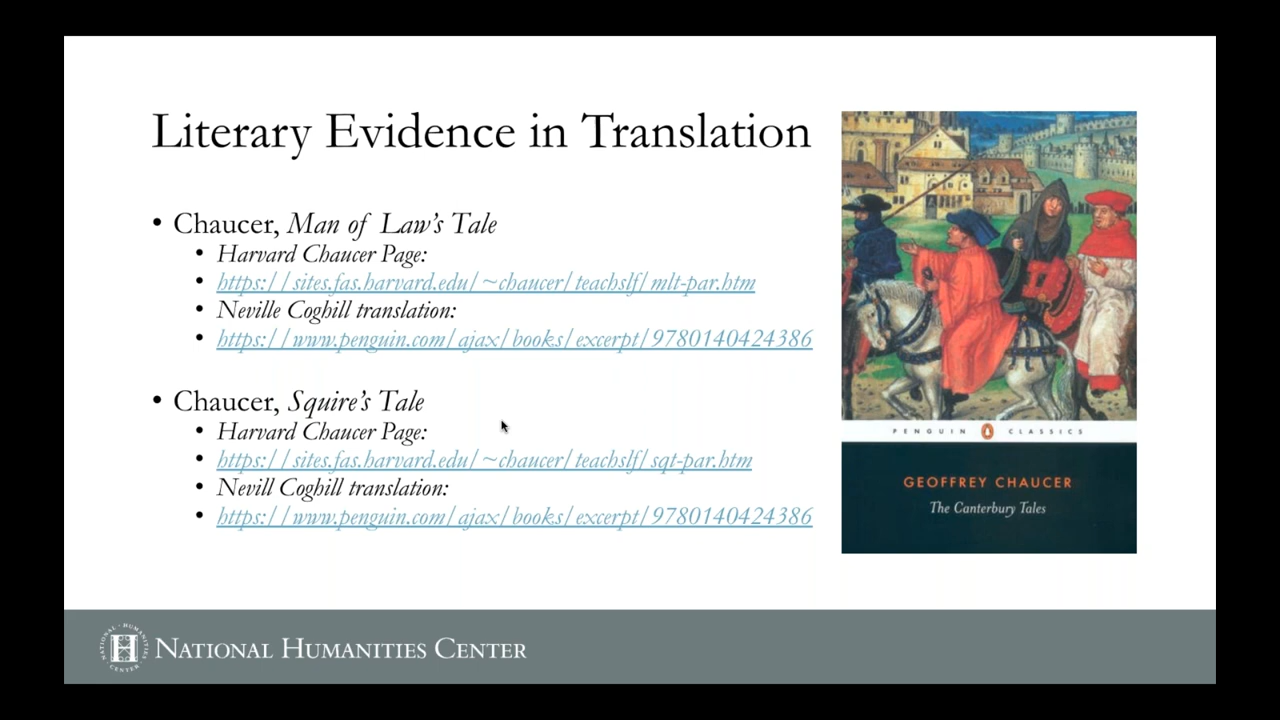 Literary Evidence in Translation
• Chaucer, Man of Law's Tale
• Harvard Chaucer Page:
• https://sites.fas.harvard.edu/~chaucer/teachslf/mlt-par.htm
• Neville Coghill translation:
• https://www.penguin.com/ajax/books/excerpt/9780140424386
• Chaucer, Squire's Tale
• Harvard Chaucer Page:
• https://sites.fas.harvard.edu/~chaucer/teachslf/sqt-par.htm
• Nevill Coghill translation:
• https://www.penguin.com/ajax/books/excerpt/9780140424386
PENGUIN CLASSICS
GEOFFREY CHAUCER
The Canterbury Tales
NATIONAL · HUMANITIES · CENTER
H
NATIONAL HUMANITIES CENTER